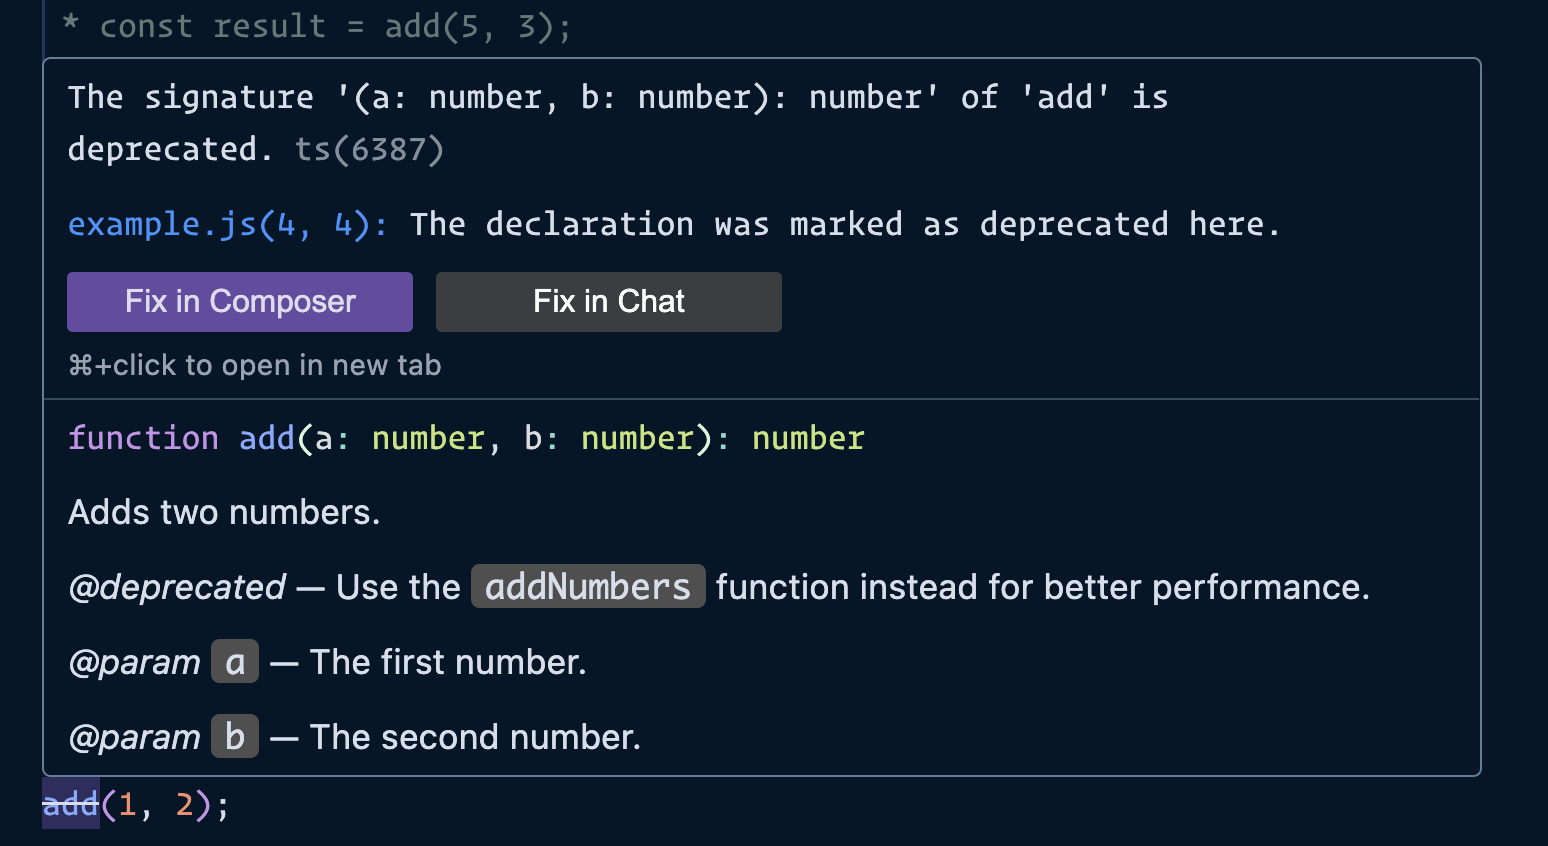 * const result = add(5, 3);
The signature '(a: number, b: number): number' of 'add' is
deprecated. ts(6387)
example.js(4, 4): The declaration was marked as deprecated here.
Fix in Composer
Fix in Chat
⌘+click to open in new tab
function add(a: number, b: number): number
Adds two numbers.
@deprecated — Use the addNumbers function instead for better performance.
@param a — The first number.
@param b — The second number.
add(1, 2);